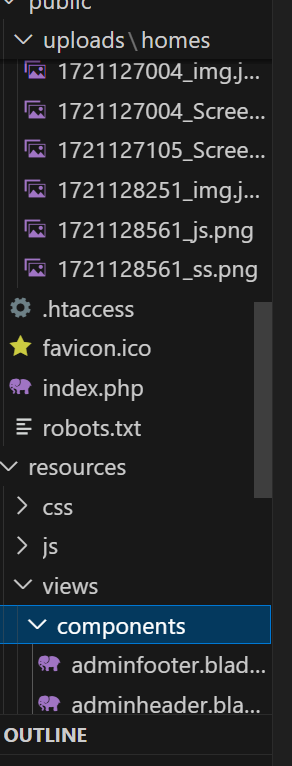 public
uploads\homes
1721127004_img.j...
1721127004_Scree...
1721127105_Scree...
1721128251_img.j...
1721128561_js.png
1721128561_ss.png
.htaccess
favicon.ico
index.php
robots.txt
resources
css
js
views
components
adminfooter.blad...
adminheader.bla...
OUTLINE